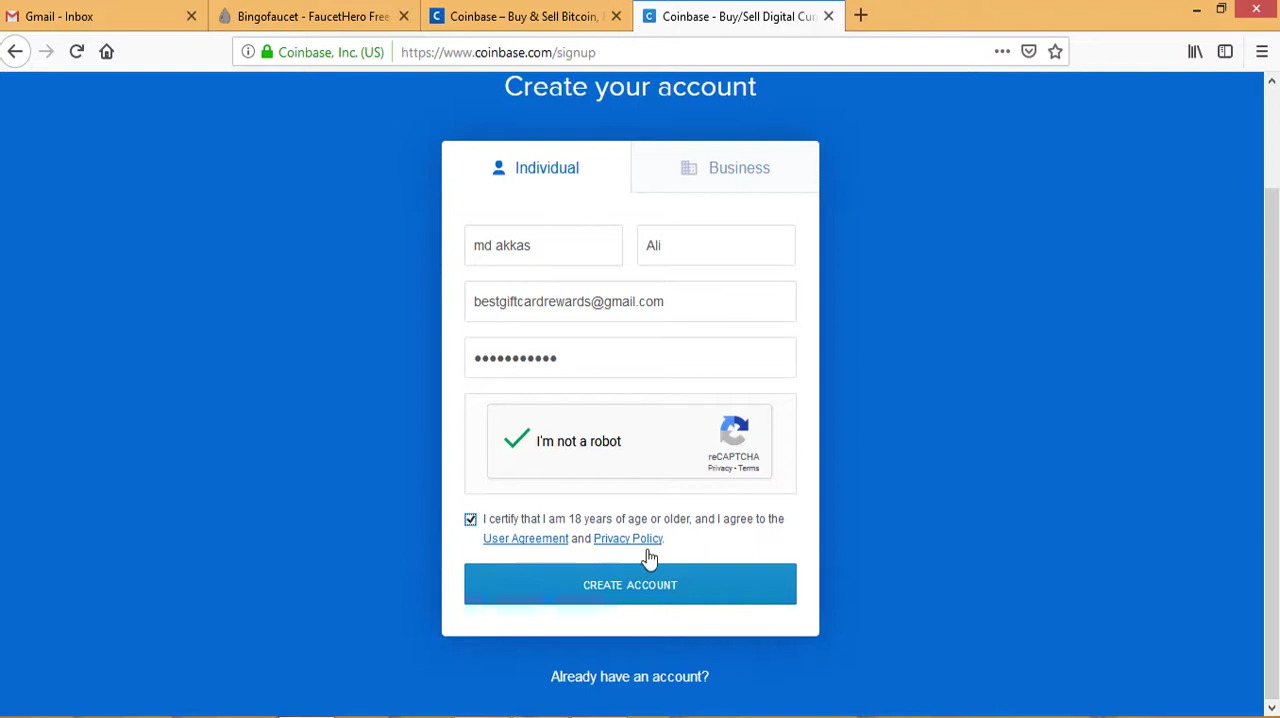 Gmail - Inbox
Bingofaucet - FaucetHero Free
Coinbase – Buy & Sell Bitcoin,
Coinbase - Buy/Sell Digital Cur
Coinbase, Inc. (US)
https://www.coinbase.com/signup
Create your account
Individual
Business
md akkas
Ali
bestgiftcardrewards@gmail.com
I'm not a robot
reCAPTCHA
Privacy - Terms
I certify that I am 18 years of age or older, and I agree to the
User Agreement and Privacy Policy.
CREATE ACCOUNT
Already have an account?